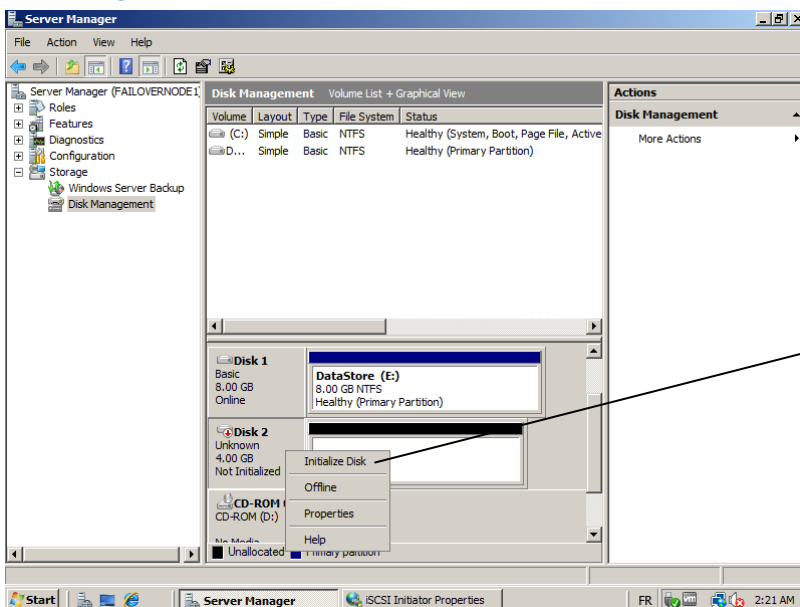 Server Manager
File Action View Help
Server Manager (FAILOVERNODE1)
Roles
Features
Diagnostics
Configuration
Storage
Windows Server Backup
Disk Management
Disk Management Volume List + Graphical View
Volume Layout Type File System Status
(C:) Simple Basic NTFS Healthy (System, Boot, Page File, Active
D... Simple Basic NTFS Healthy (Primary Partition)
Disk 1
Basic
8.00 GB
Online
DataStore (E:)
8.00 GB NTFS
Healthy (Primary Partition)
Disk 2
Unknown
4.00 GB
Not Initialized
Initialize Disk
Offline
Properties
Help
CD-ROM
CD-ROM (D:)
No Media
Unallocated Primary partition
Actions
Disk Management
More Actions
Start Server Manager iSCSI Initiator Properties FR 2:21 AM